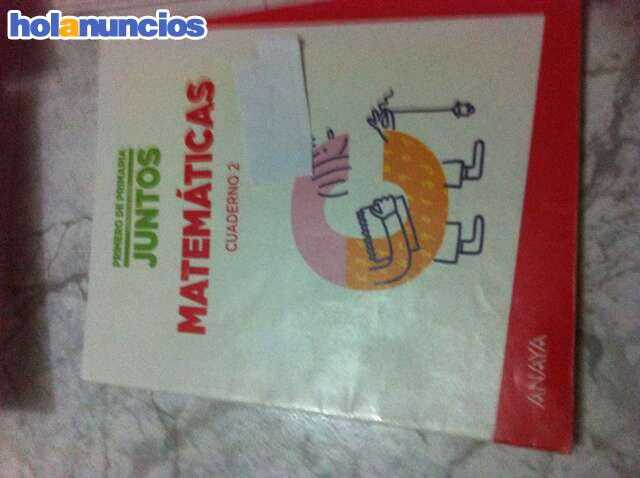 holanuncios
PRIMERO DE PRIMARIA
JUNTOS
MATEMÁTICAS
CUADERNO 2
ANAYA